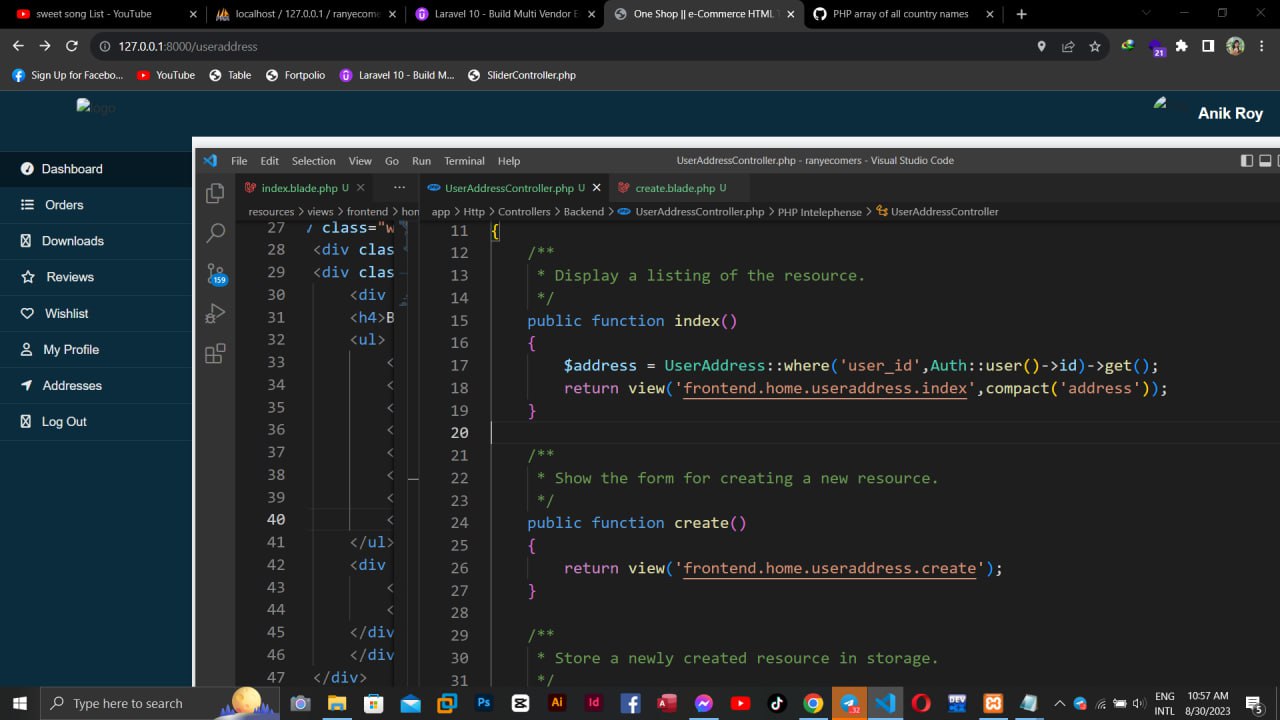 sweet song List - YouTube
localhost / 127.0.0.1 / ranyecomer
Laravel 10 - Build Multi Vendor E
One Shop || e-Commerce HTML T
PHP array of all country names
127.0.0.1:8000/useraddress
21
Sign Up for Facebo...
YouTube
Table
Fortpolio
Laravel 10 - Build M...
SliderController.php
logo
Anik Roy
Dashboard
Orders
Downloads
Reviews
Wishlist
My Profile
Addresses
Log Out
File Edit Selection View Go Run Terminal Help
UserAddressController.php - ranyecomers - Visual Studio Code
index.blade.php U
UserAddressController.php U
create.blade.php U
resources > views > frontend > hom
app > Http > Controllers > Backend > UserAddressController.php > PHP Intelephense > UserAddressController
159
27 class="w
28 <div clas
29 <div clas
30 <div
31 <h4>B
32 <ul>
33 <
34 <
35 <
36 <
37 <
38 <
39 <
40 <
41 </ul>
42 <div
43 <
44 <
45 </div
46 </div
47 </div>
11 {
12 /**
13 * Display a listing of the resource.
14 */
15 public function index()
16 {
17 $address = UserAddress::where('user_id',Auth::user()->id)->get();
18 return view('frontend.home.useraddress.index',compact('address'));
19 }
20
21 /**
22 * Show the form for creating a new resource.
23 */
24 public function create()
25 {
26 return view('frontend.home.useraddress.create');
27 }
28
29 /**
30 * Store a newly created resource in storage.
31 */
Type here to search
32
ENG
INTL
10:57 AM
8/30/2023
5